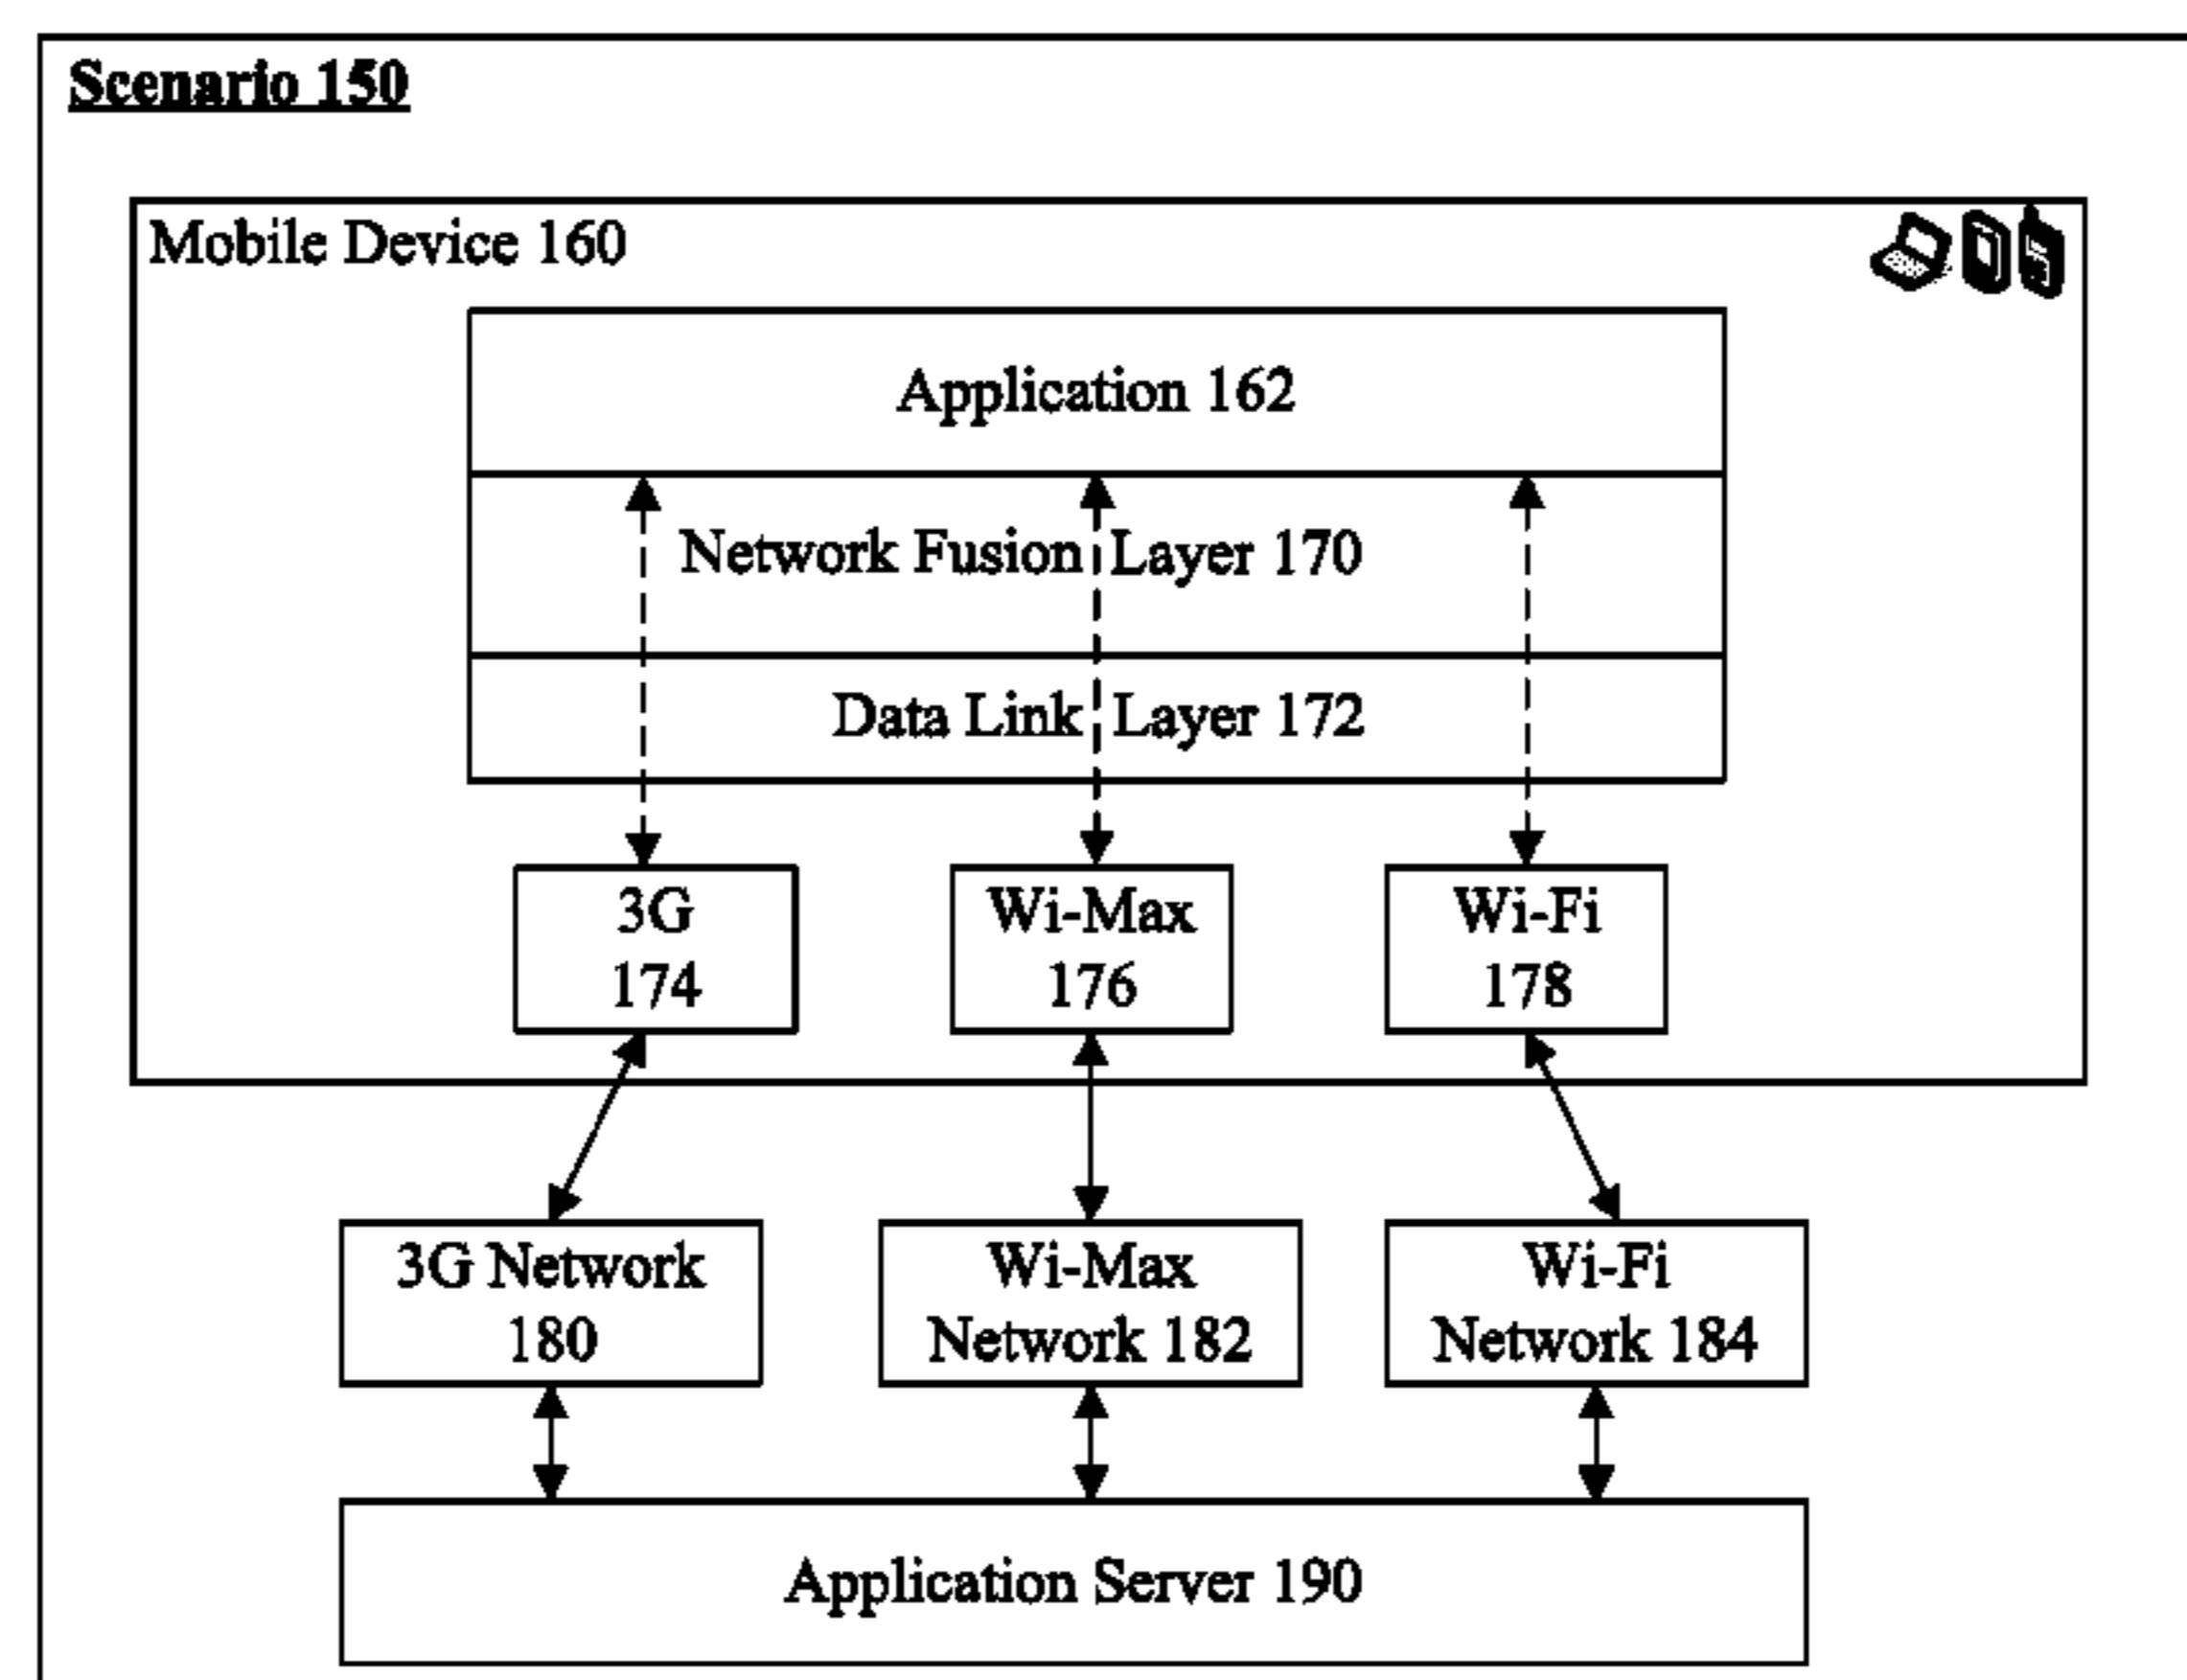 Scenario 150
Mobile Device 160
Application 162
Network Fusion Layer 170
Data Link Layer 172
3G
174
Wi-Max
176
Wi-Fi
178
3G Network
180
Wi-Max
Network 182
Wi-Fi
Network 184
Application Server 190